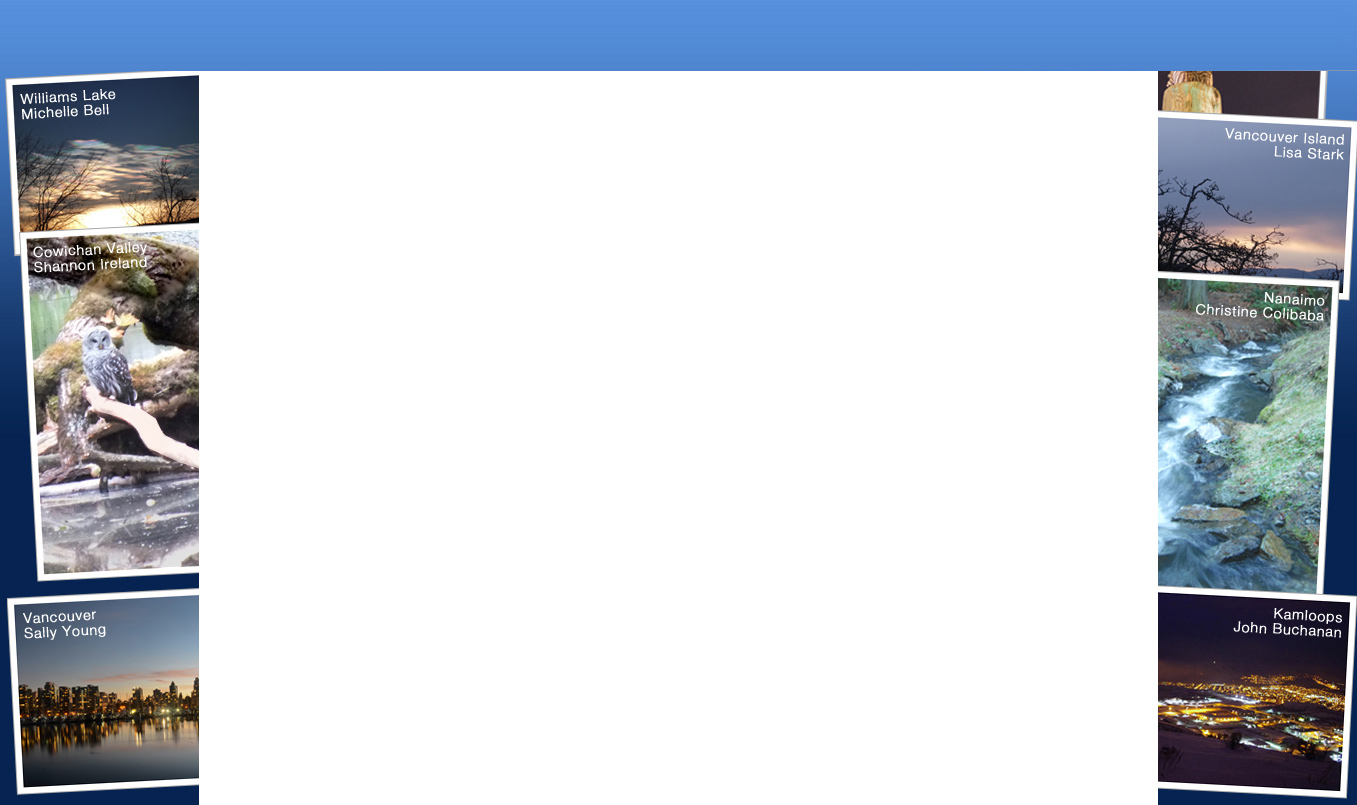 Williams Lake
Michelle Bell
Cowichan Valley
Shannon Ireland
Vancouver
Sally Young
Vancouver Island
Lisa Stark
Nanaimo
Christine Colibaba
Kamloops
John Buchanan